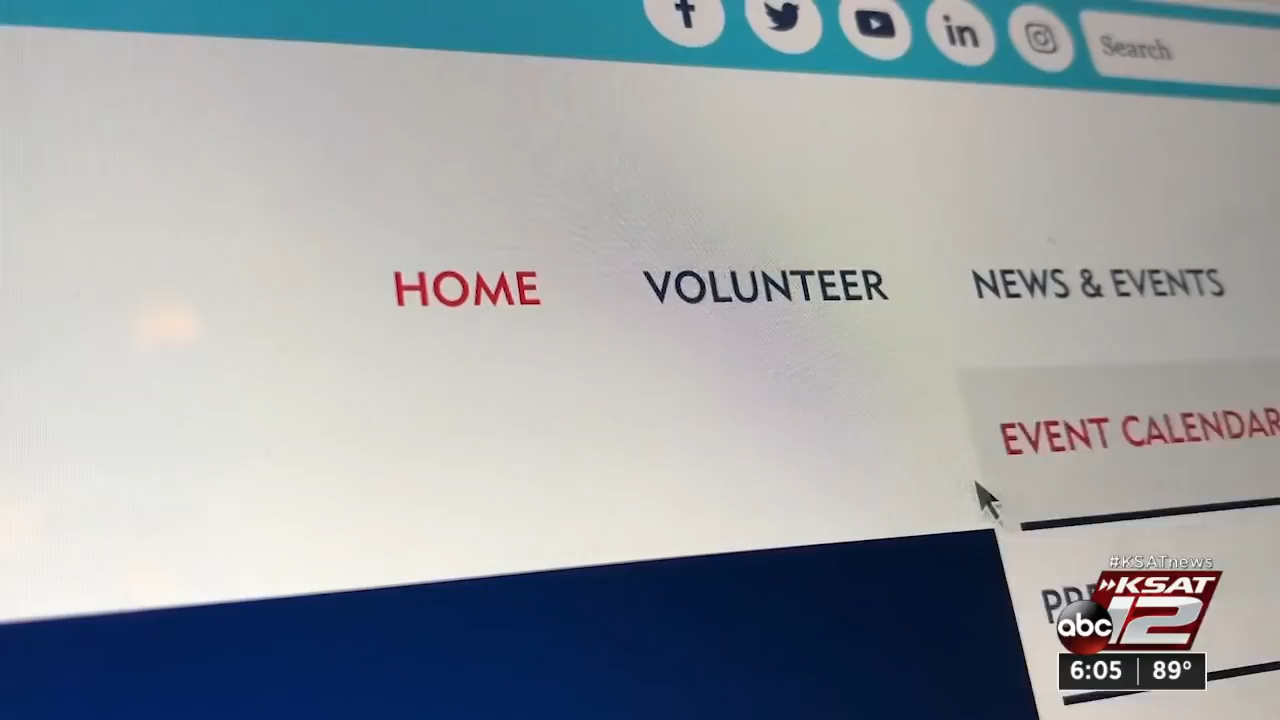 Search
HOME
VOLUNTEER
NEWS & EVENTS
EVENT CALENDAR
#KSATnews
KSAT
abc
12
6:05
89°